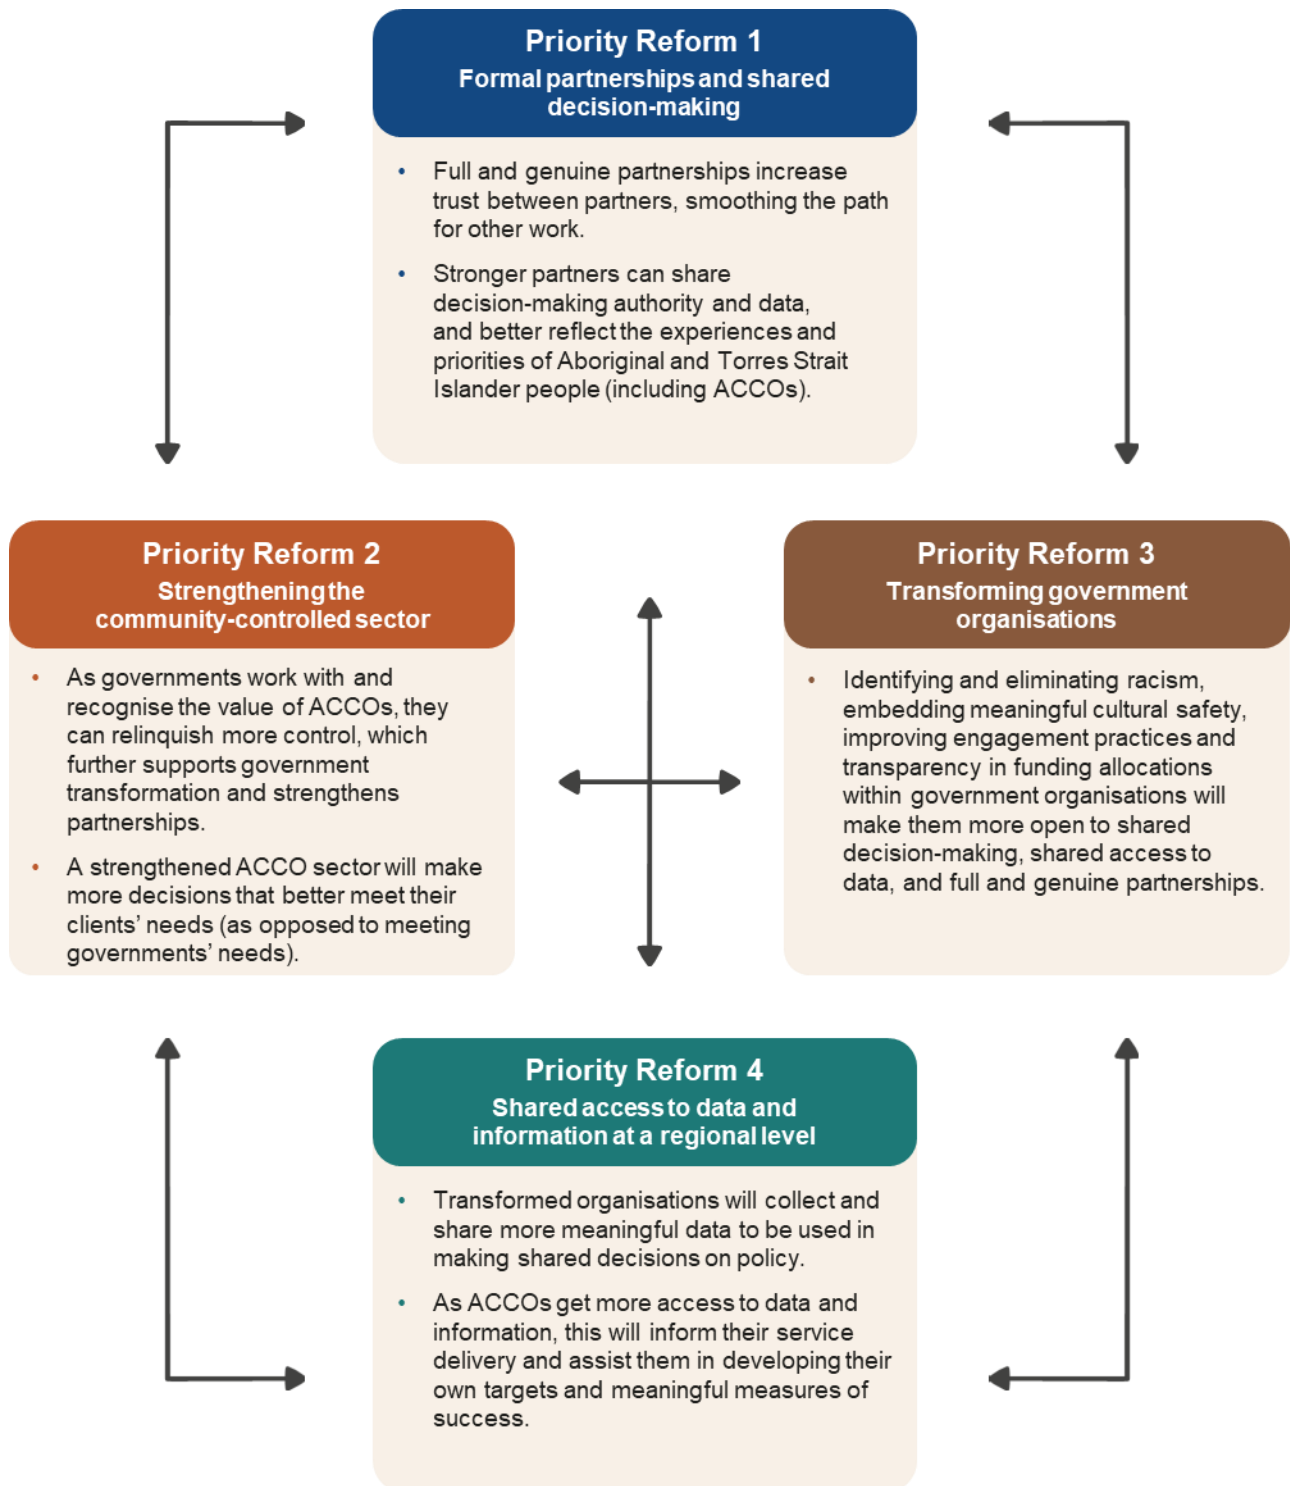 Priority Reform 1
Formal partnerships and shared
decision-making
• Full and genuine partnerships increase
trust between partners, smoothing the path
for other work.
• Stronger partners can share
decision-making authority and data,
and better reflect the experiences and
priorities of Aboriginal and Torres Strait
Islander people (including ACCOs).
Priority Reform 2
Strengthening the
community-controlled sector
• As governments work with and
recognise the value of ACCOs, they
can relinquish more control, which
further supports government
transformation and strengthens
partnerships.
• A strengthened ACCO sector will make
more decisions that better meet their
clients’ needs (as opposed to meeting
governments’ needs).
Priority Reform 3
Transforming government
organisations
• Identifying and eliminating racism,
embedding meaningful cultural safety,
improving engagement practices and
transparency in funding allocations
within government organisations will
make them more open to shared
decision-making, shared access to
data, and full and genuine partnerships.
Priority Reform 4
Shared access to data and
information at a regional level
• Transformed organisations will collect and
share more meaningful data to be used in
making shared decisions on policy.
• As ACCOs get more access to data and
information, this will inform their service
delivery and assist them in developing their
own targets and meaningful measures of
success.